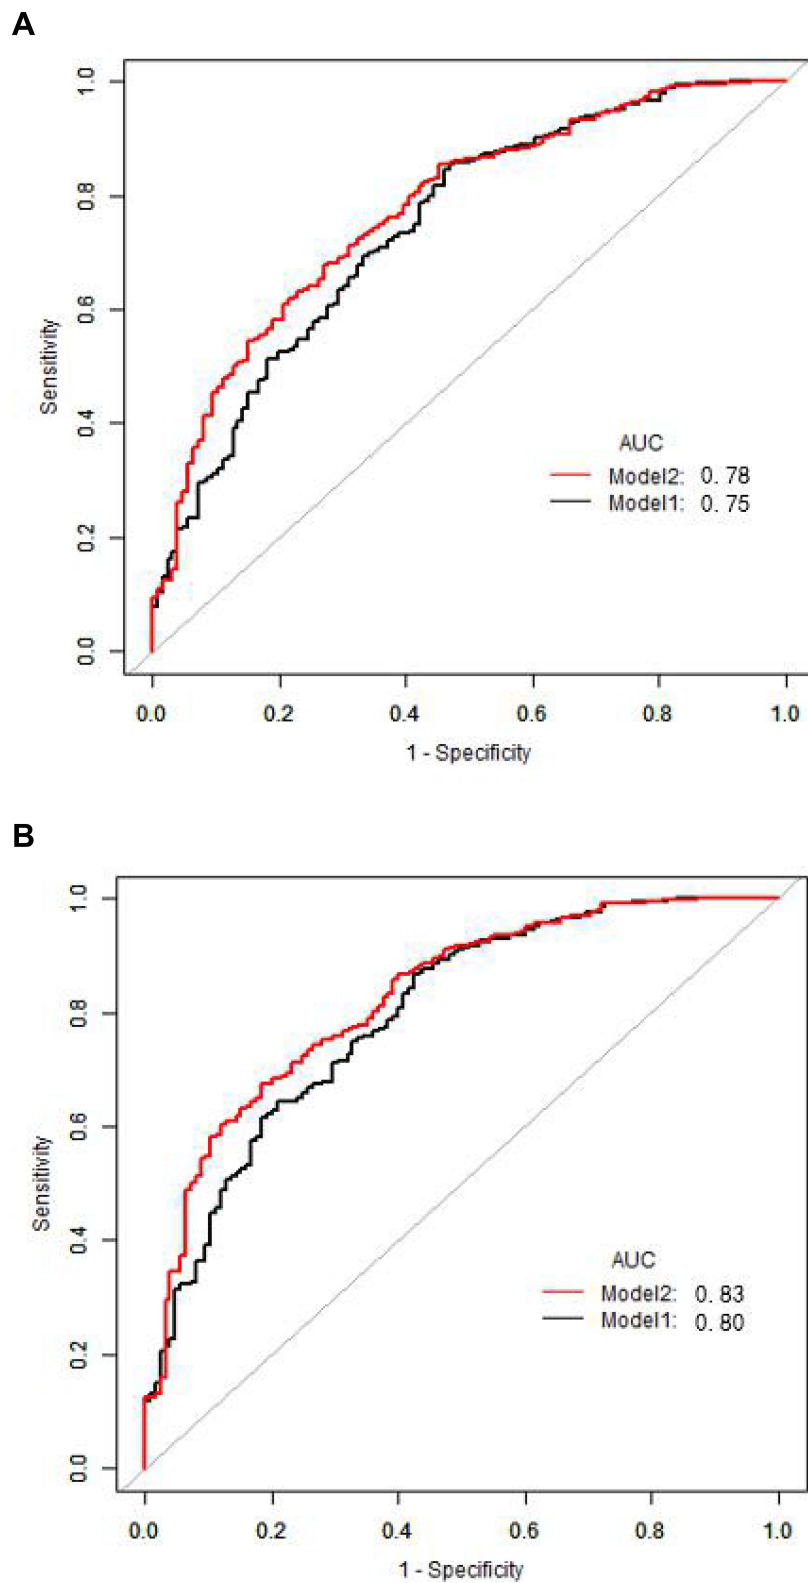 A
1.0
0.8
0.6
0.4
0.2
0.0
Sensitivity
AUC
Model2: 0.78
Model1: 0.75
0.0 0.2 0.4 0.6 0.8 1.0
1 - Specificity
B
1.0
0.8
0.6
0.4
0.2
0.0
Sensitivity
AUC
Model2: 0.83
Model1: 0.80
0.0 0.2 0.4 0.6 0.8 1.0
1 - Specificity